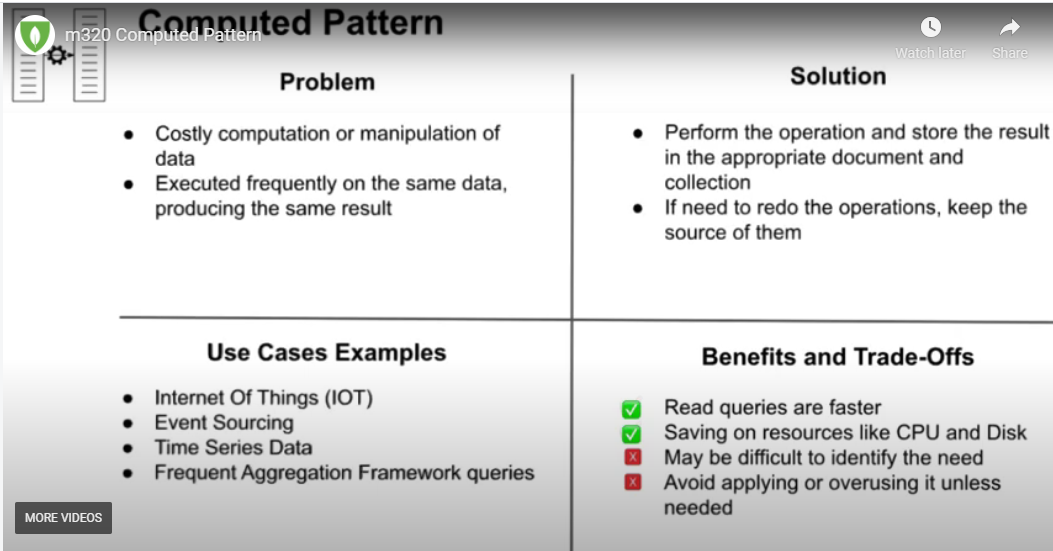 Computed Pattern
m320 Computed Pattern
Watch later
Share
Problem
Costly computation or manipulation of
data
Executed frequently on the same data,
producing the same result
Solution
Perform the operation and store the result
in the appropriate document and
collection
If need to redo the operations, keep the
source of them
Use Cases Examples
Internet Of Things (IOT)
Event Sourcing
Time Series Data
Frequent Aggregation Framework queries
Benefits and Trade-Offs
✅ Read queries are faster
✅ Saving on resources like CPU and Disk
X May be difficult to identify the need
X Avoid applying or overusing it unless
needed
MORE VIDEOS